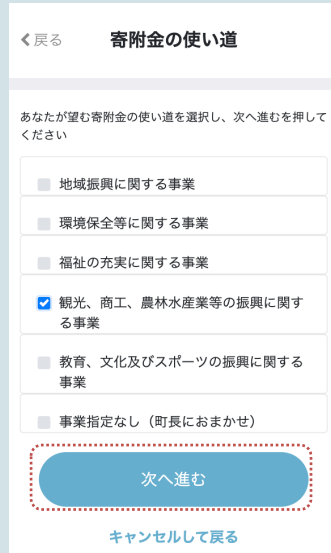 戻る
寄附金の使い道
あなたが望む寄附金の使い道を選択し、次へ進むを押して
ください
地域振興に関する事業
環境保全等に関する事業
福祉の充実に関する事業
観光、商工、農林水産業等の振興に関す
る事業
教育、文化及びスポーツの振興に関する
事業
事業指定なし（町長におまかせ）
次へ進む
キャンセルして戻る